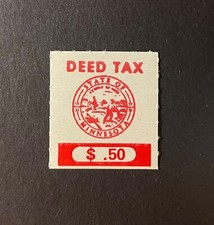 DEED TAX
STATE OF
MINNESOTA
$ .50